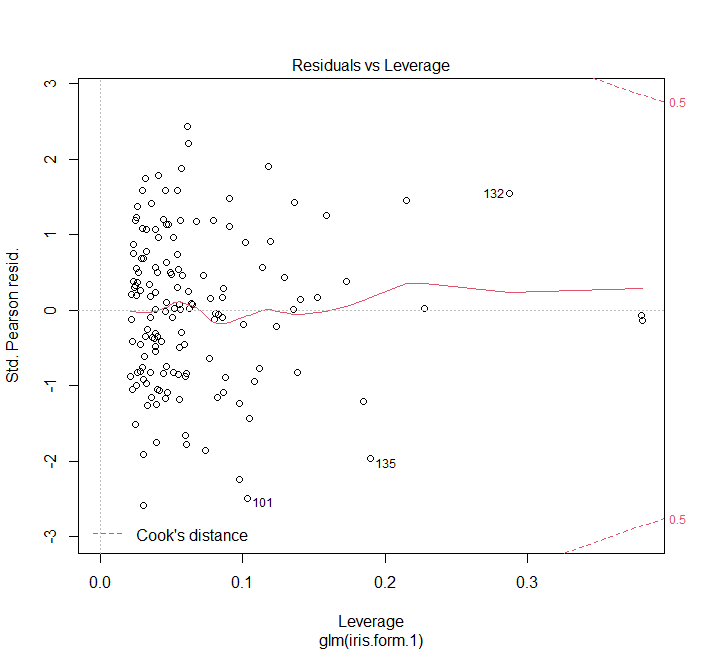 Residuals vs Leverage
3
2
1
0
-1
-2
-3
Std. Pearson resid.
0.5
132
135
101
0.5
Cook's distance
0.0 0.1 0.2 0.3
Leverage
glm(iris.form.1)